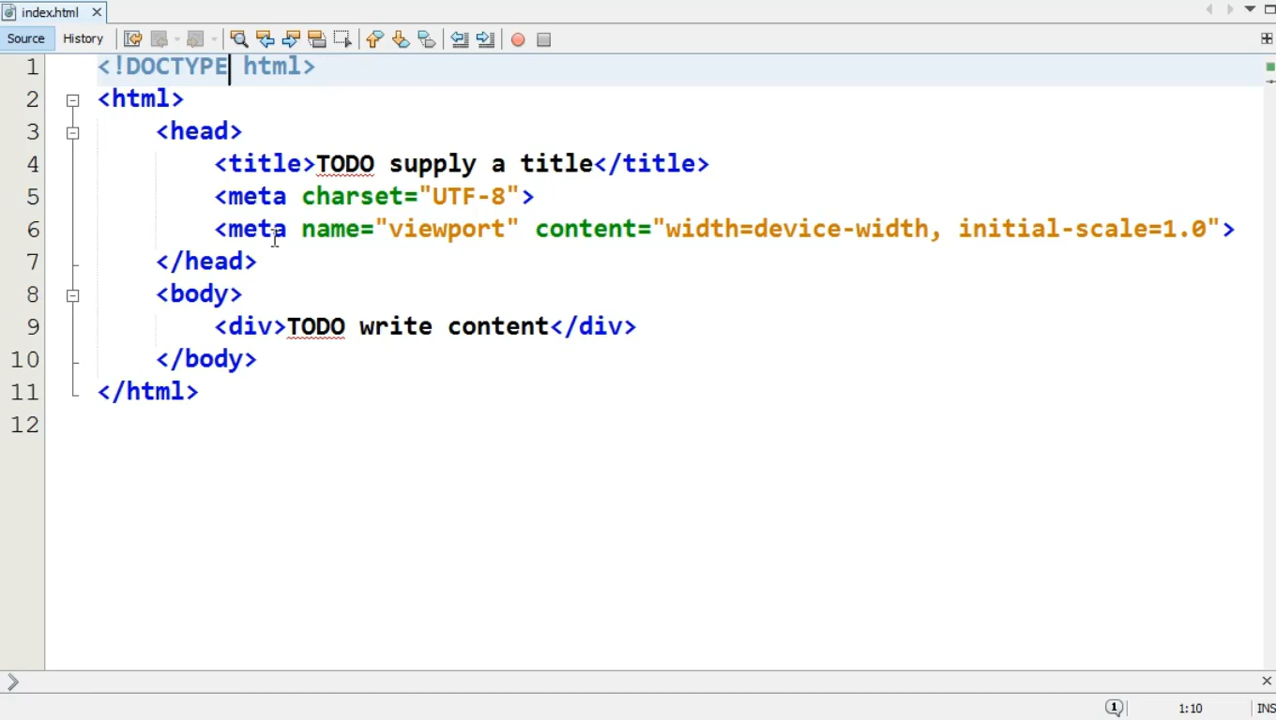 index.html
Source History
1 <!DOCTYPE html>
2 <html>
3 <head>
4 <title>TODO supply a title</title>
5 <meta charset="UTF-8">
6 <meta name="viewport" content="width=device-width, initial-scale=1.0">
7 </head>
8 <body>
9 <div>TODO write content</div>
10 </body>
11 </html>
12
1 1:10 INS